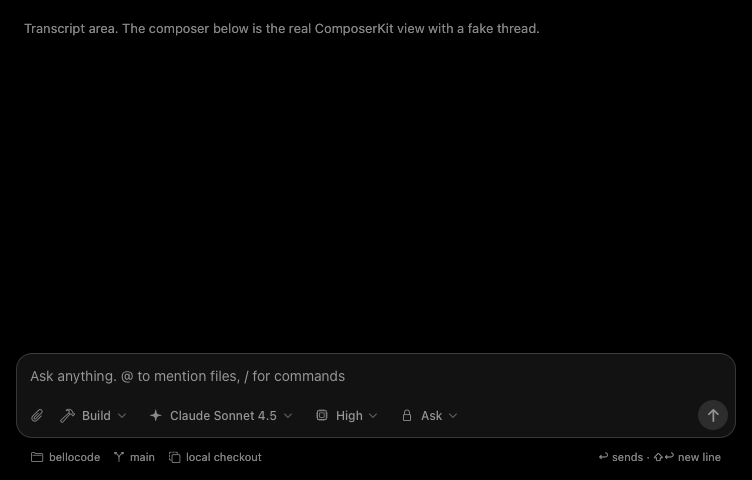 Transcript area. The composer below is the real ComposerKit view with a fake thread.
Ask anything. @ to mention files, / for commands
Build Claude Sonnet 4.5 High Ask
bellocode main local checkout ↩ sends · ⇧↩ new line